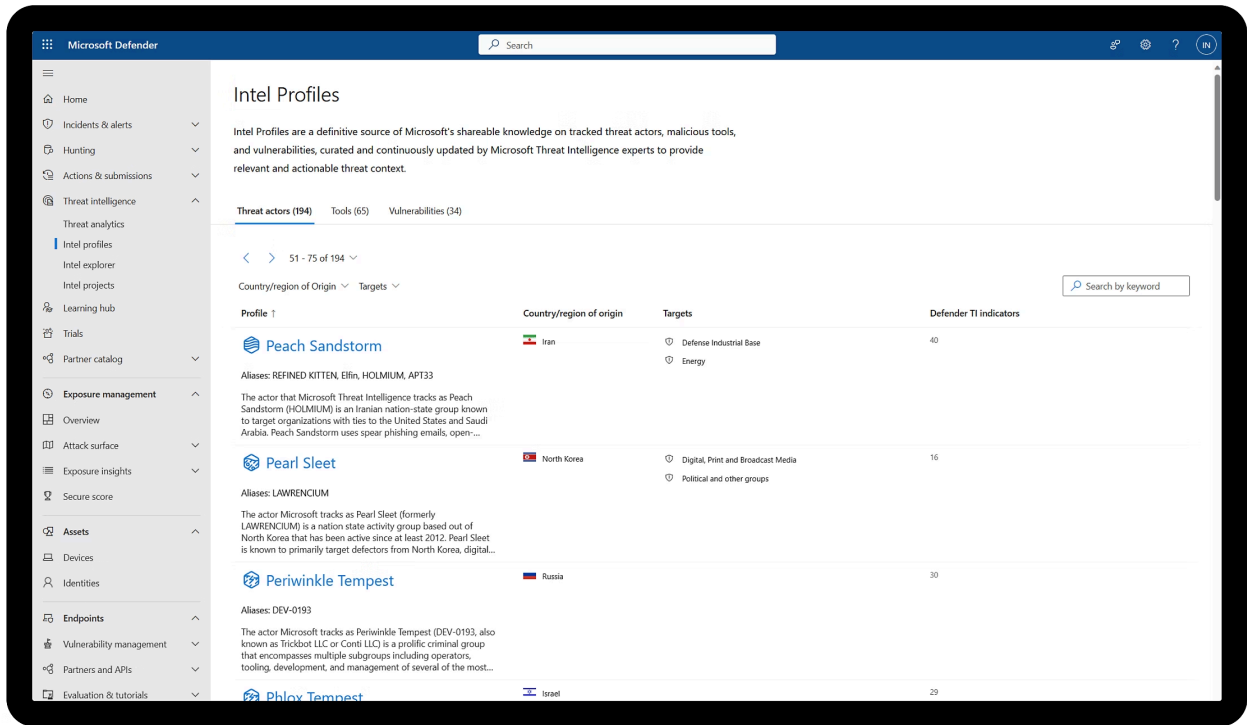 Microsoft Defender
Search
IN
Home
Incidents & alerts
Hunting
Actions & submissions
Threat intelligence
Threat analytics
Intel profiles
Intel explorer
Intel projects
Learning hub
Trials
Partner catalog
Exposure management
Overview
Attack surface
Exposure insights
Secure score
Assets
Devices
Identities
Endpoints
Vulnerability management
Partners and APIs
Evaluation & tutorials
Intel Profiles
Intel Profiles are a definitive source of Microsoft's shareable knowledge on tracked threat actors, malicious tools,
and vulnerabilities, curated and continuously updated by Microsoft Threat Intelligence experts to provide
relevant and actionable threat context.
Threat actors (194) Tools (65) Vulnerabilities (34)
51 - 75 of 194
Country/region of Origin Targets
Search by keyword
Profile ↑ Country/region of origin Targets Defender TI indicators
Peach Sandstorm
Iran
Defense Industrial Base
Energy
40
Aliases: REFINED KITTEN, Elfin, HOLMIUM, APT33
The actor that Microsoft Threat Intelligence tracks as Peach
Sandstorm (HOLMIUM) is an Iranian nation-state group known
to target organizations with ties to the United States and Saudi
Arabia. Peach Sandstorm uses spear phishing emails, open-...
Pearl Sleet
North Korea
Digital, Print and Broadcast Media
Political and other groups
16
Aliases: LAWRENCIUM
The actor Microsoft tracks as Pearl Sleet (formerly
LAWRENCIUM) is a nation state activity group based out of
North Korea that has been active since at least 2012. Pearl Sleet
is known to primarily target defectors from North Korea, digital...
Periwinkle Tempest
Russia
30
Aliases: DEV-0193
The actor Microsoft tracks as Periwinkle Tempest (DEV-0193, also
known as Trickbot LLC or Conti LLC) is a prolific criminal group
that encompasses multiple subgroups including operators,
tooling, development, and management of several of the most...
Phlox Tempest
Israel
29